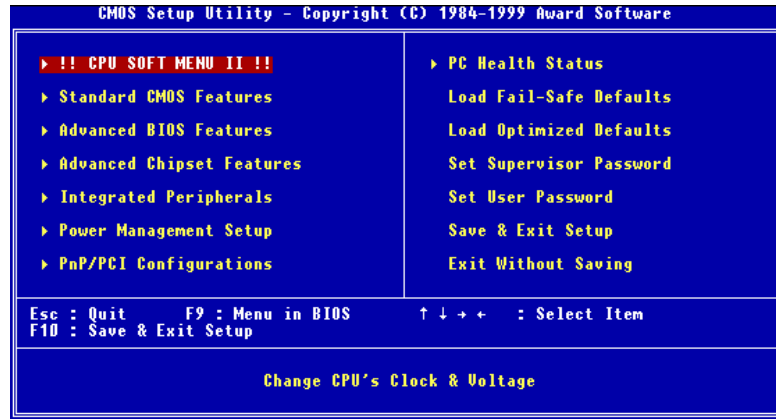 CMOS Setup Utility - Copyright (C) 1984-1999 Award Software
▸ !! CPU SOFT MENU II !!
▸ Standard CMOS Features
▸ Advanced BIOS Features
▸ Advanced Chipset Features
▸ Integrated Peripherals
▸ Power Management Setup
▸ PnP/PCI Configurations
▸ PC Health Status
Load Fail-Safe Defaults
Load Optimized Defaults
Set Supervisor Password
Set User Password
Save & Exit Setup
Exit Without Saving
Esc : Quit F9 : Menu in BIOS ↑ ↓ → ← : Select Item
F10 : Save & Exit Setup
Change CPU's Clock & Voltage